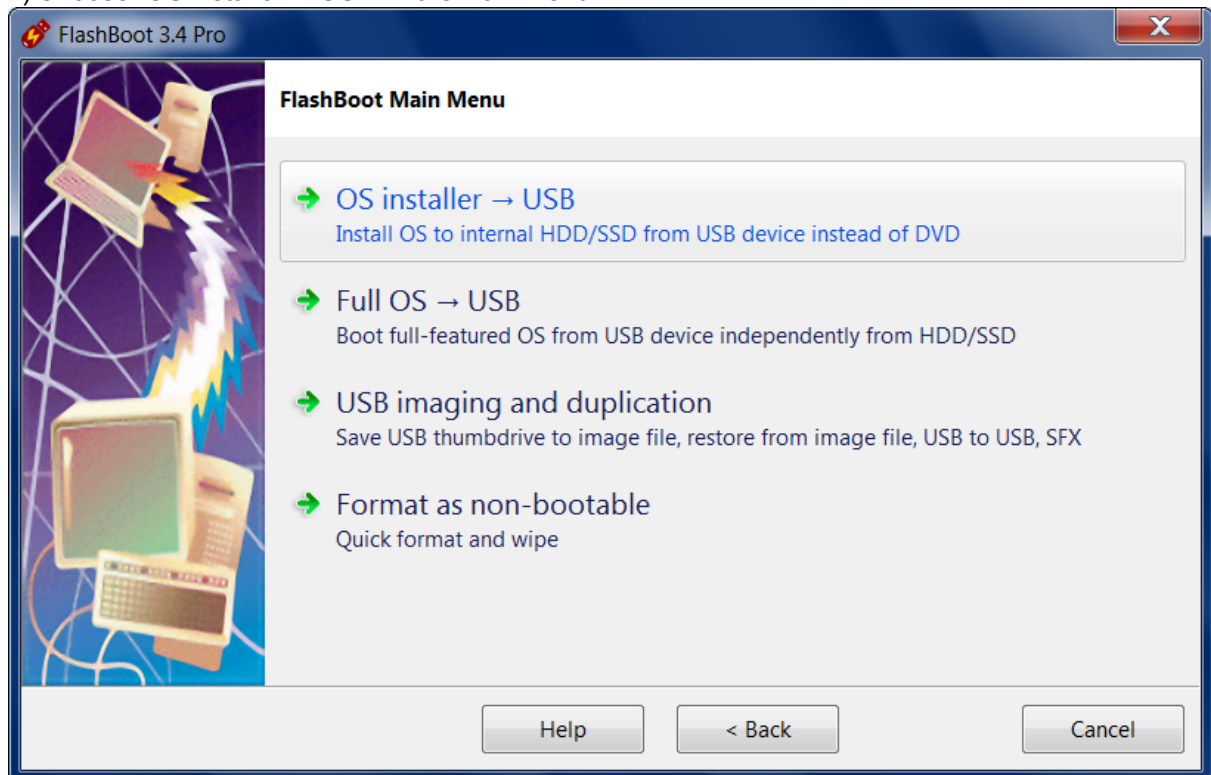 FlashBoot 3.4 Pro
FlashBoot Main Menu
OS installer → USB
Install OS to internal HDD/SSD from USB device instead of DVD
Full OS → USB
Boot full-featured OS from USB device independently from HDD/SSD
USB imaging and duplication
Save USB thumbdrive to image file, restore from image file, USB to USB, SFX
Format as non-bootable
Quick format and wipe
Help
< Back
Cancel